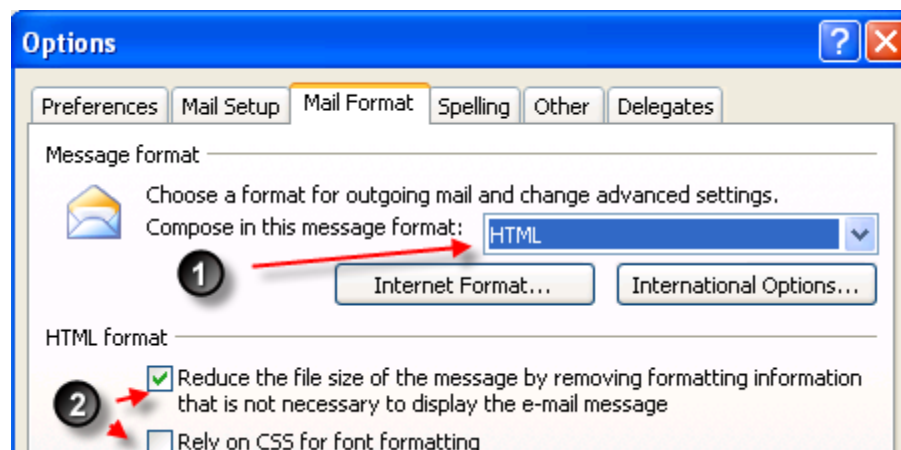 Options
Preferences Mail Setup Mail Format Spelling Other Delegates
Message format
Choose a format for outgoing mail and change advanced settings.
Compose in this message format: HTML
1
Internet Format... International Options...
HTML format
2
Reduce the file size of the message by removing formatting information
that is not necessary to display the e-mail message
Rely on CSS for font formatting